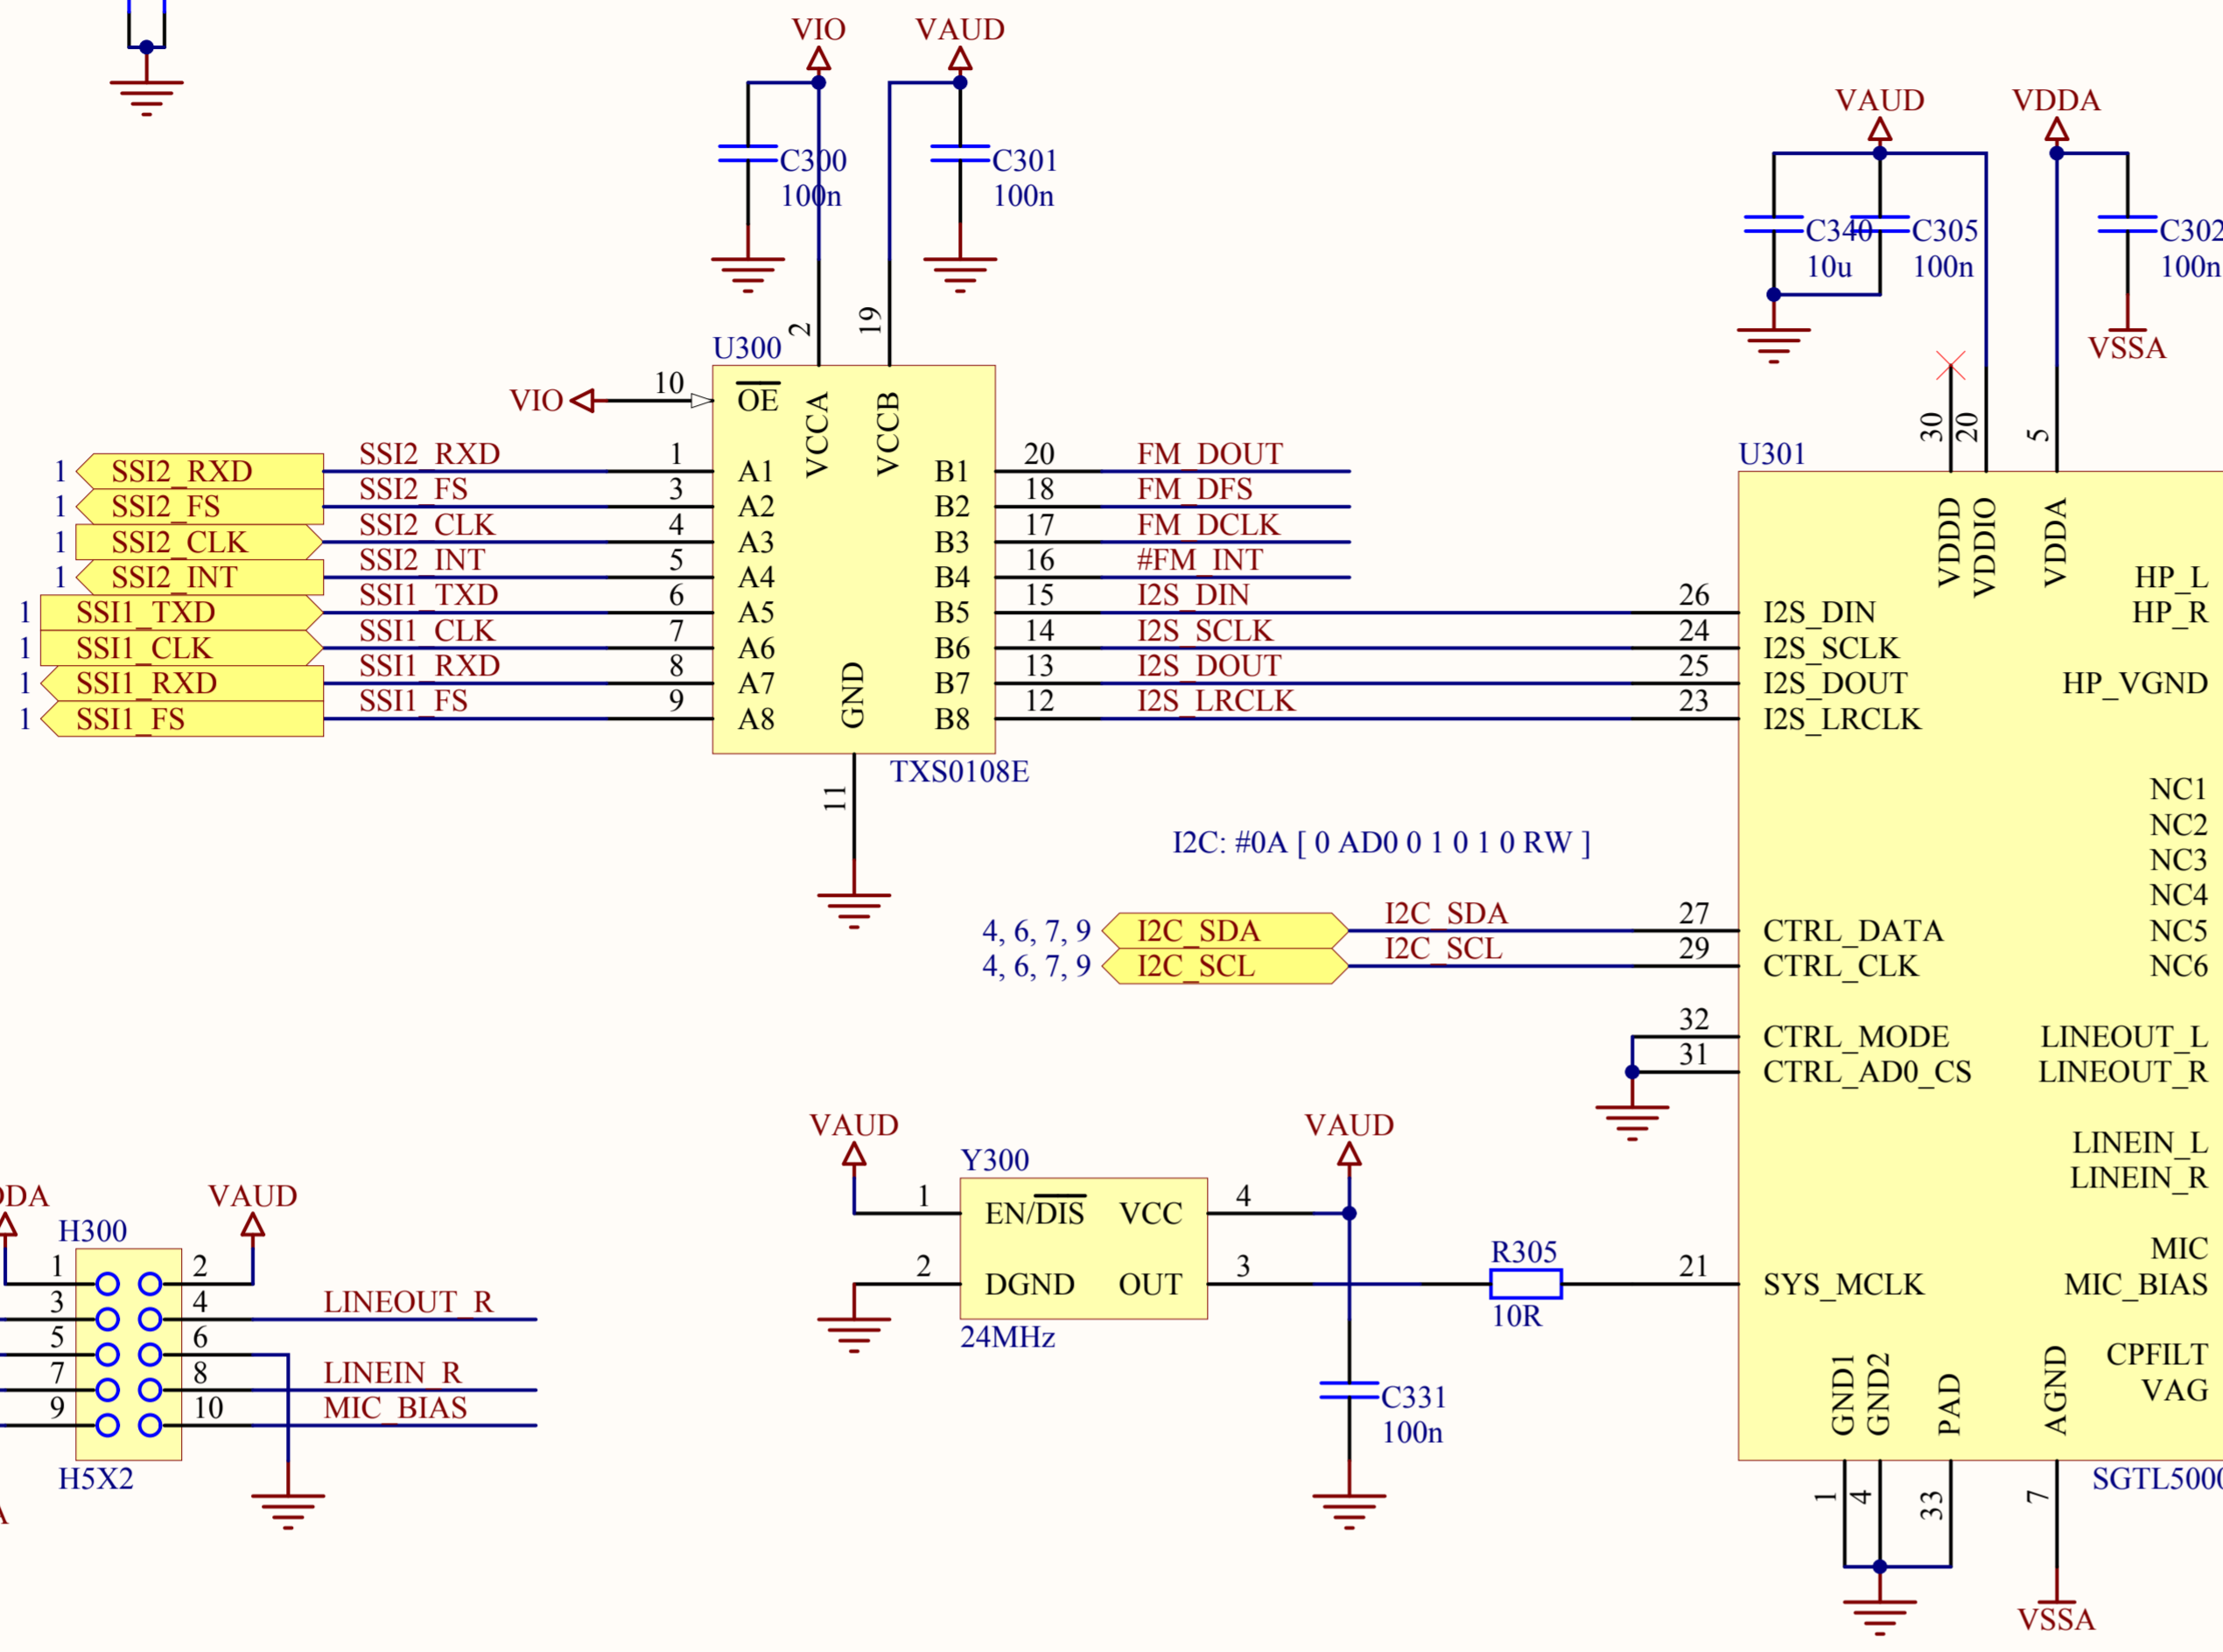 VIO
VAUD
C300
100n
C301
100n
VAUD
VDDA
C340
10u
C305
100n
C302
100n
VSSA
2
19
U300
VIO
10
OE
VCCA
VCCB
30
20
5
U301
1 SSI2_RXD SSI2_RXD 1 A1 B1 20 FM_DOUT
1 SSI2_FS SSI2_FS 3 A2 B2 18 FM_DFS
1 SSI2_CLK SSI2_CLK 4 A3 B3 17 FM_DCLK
1 SSI2_INT SSI2_INT 5 A4 B4 16 #FM_INT
1 SSI1_TXD SSI1_TXD 6 A5 B5 15 I2S_DIN 26 I2S_DIN
1 SSI1_CLK SSI1_CLK 7 A6 B6 14 I2S_SCLK 24 I2S_SCLK
1 SSI1_RXD SSI1_RXD 8 A7 B7 13 I2S_DOUT 25 I2S_DOUT
1 SSI1_FS SSI1_FS 9 A8 B8 12 I2S_LRCLK 23 I2S_LRCLK
GND
TXS0108E
11
VDDD
VDDIO
VDDA
HP_L
HP_R
HP_VGND
NC1
NC2
NC3
NC4
NC5
NC6
I2C: #0A [ 0 AD0 0 1 0 1 0 RW ]
4, 6, 7, 9 I2C_SDA I2C_SDA 27 CTRL_DATA
4, 6, 7, 9 I2C_SCL I2C_SCL 29 CTRL_CLK
32 CTRL_MODE LINEOUT_L
31 CTRL_AD0_CS LINEOUT_R
LINEIN_L
LINEIN_R
VAUD
VAUD
Y300
1 EN/DIS VCC 4
2 DGND OUT 3
24MHz
R305
10R
21 SYS_MCLK
MIC
MIC_BIAS
CPFILT
VAG
C331
100n
GND1
GND2
PAD
AGND
1
4
33
7
SGTL5000
VSSA
DDA
VAUD
H300
1 2
3 4 LINEOUT_R
5 6
7 8 LINEIN_R
9 10 MIC_BIAS
H5X2